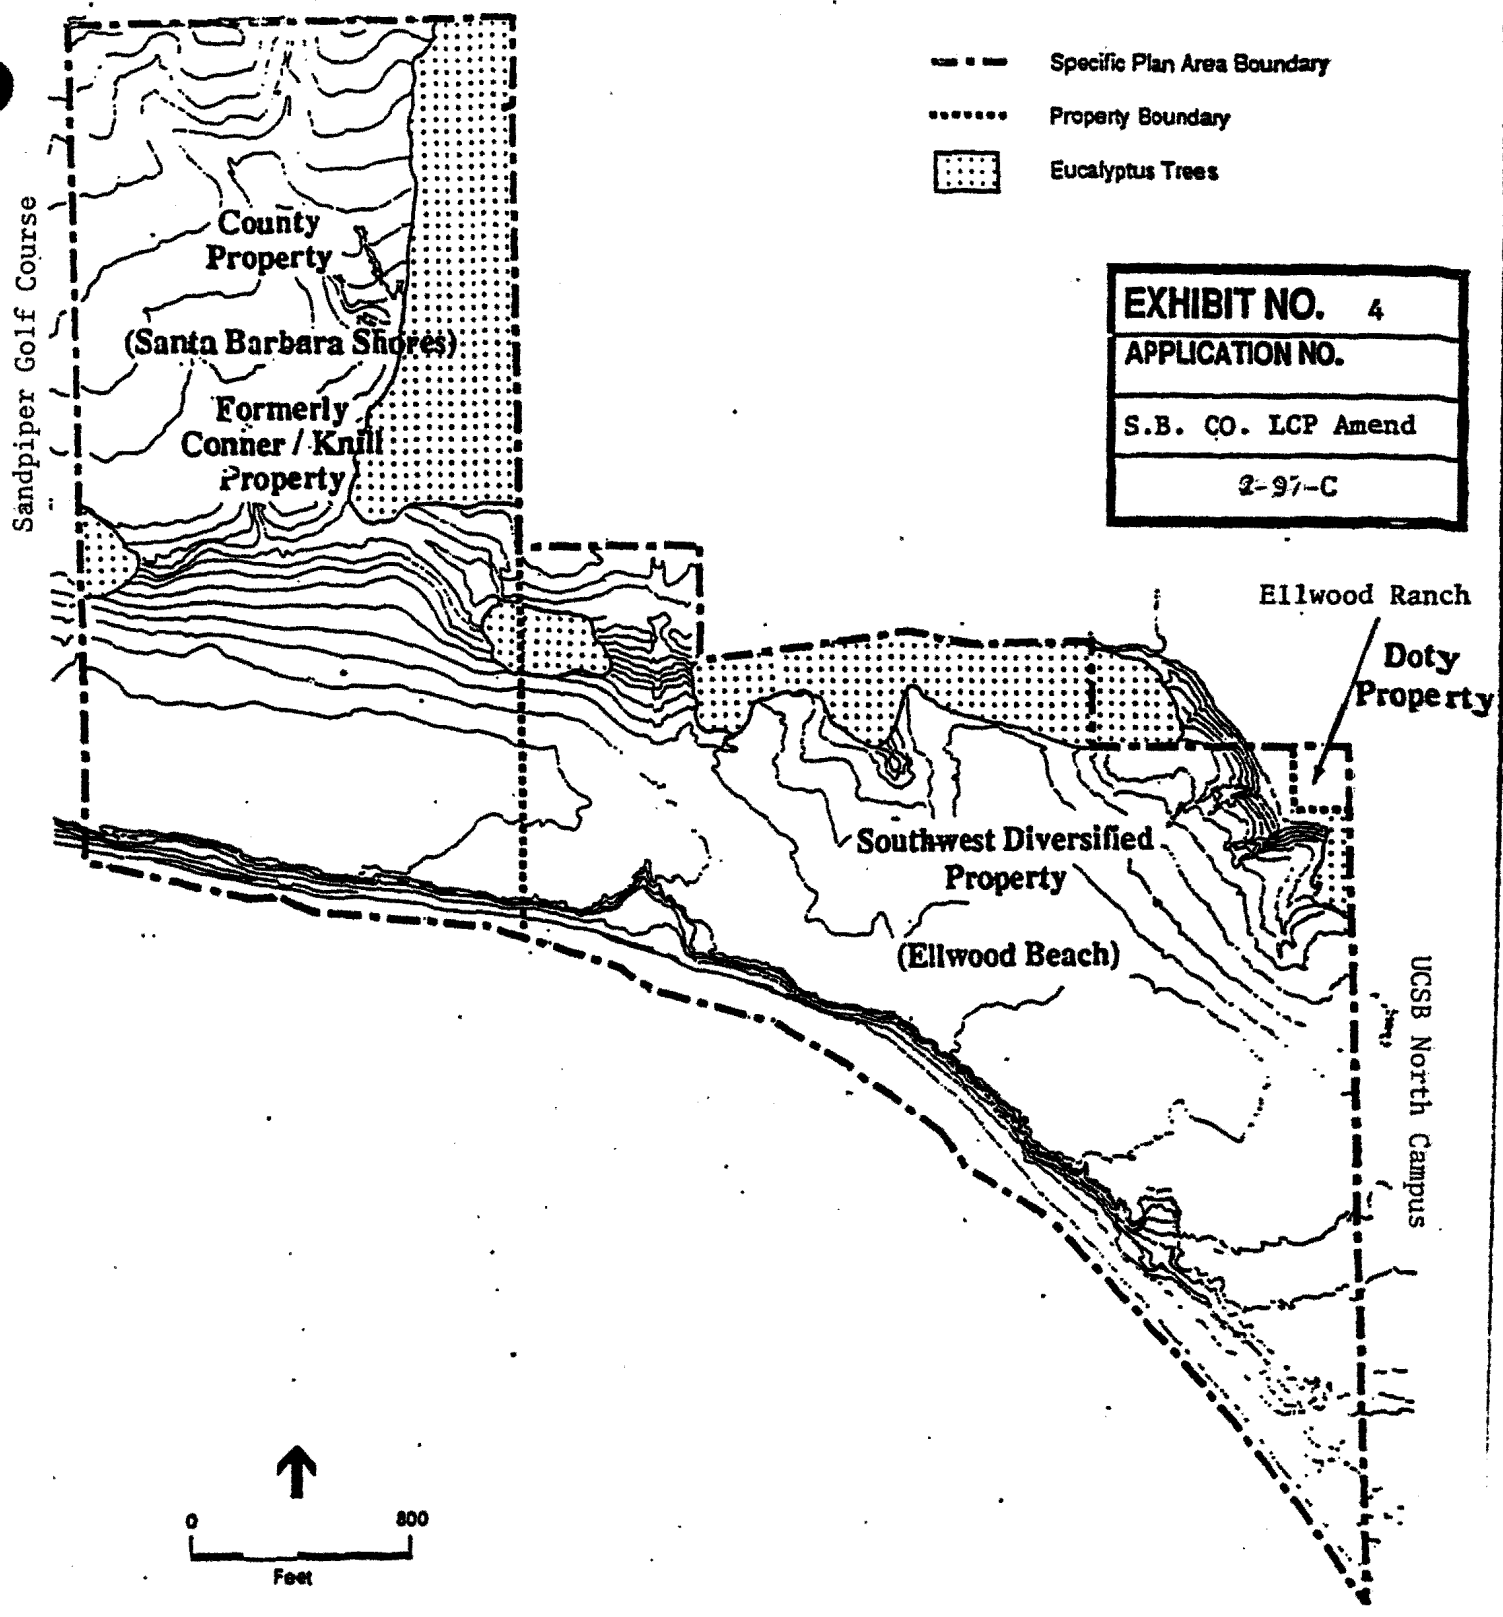 Specific Plan Area Boundary
Property Boundary
Eucalyptus Trees
EXHIBIT NO. 4
APPLICATION NO.
S.B. CO. LCP Amend
2-97-C
Sandpiper Golf Course
County
Property
(Santa Barbara Shores)
Formerly
Conner / Knill
Property
Ellwood Ranch
Doty
Property
Southwest Diversified
Property
(Ellwood Beach)
UCSB North Campus
0 800
Feet